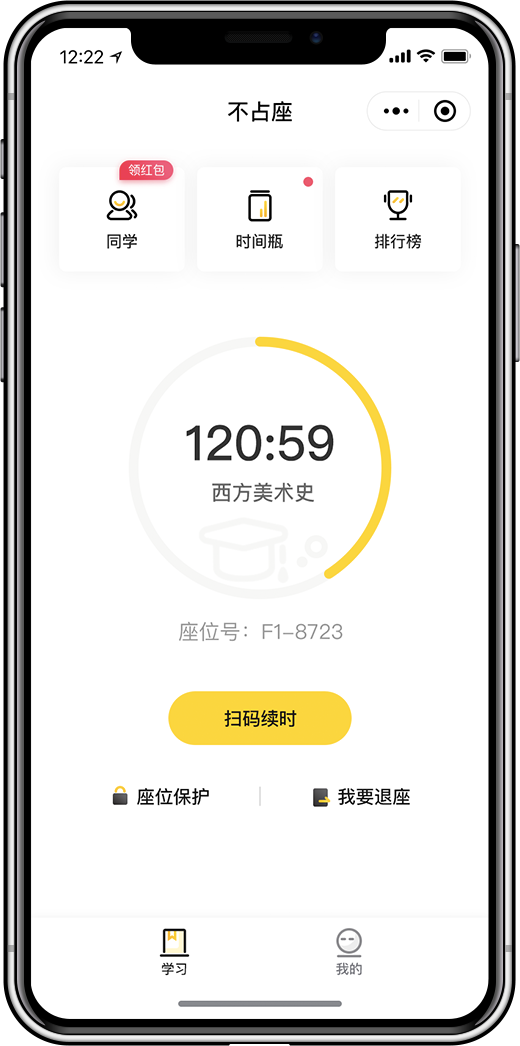 12:22
不占座
领红包
同学
时间瓶
排行榜
120:59
西方美术史
座位号：F1-8723
扫码续时
座位保护
我要退座
学习
我的